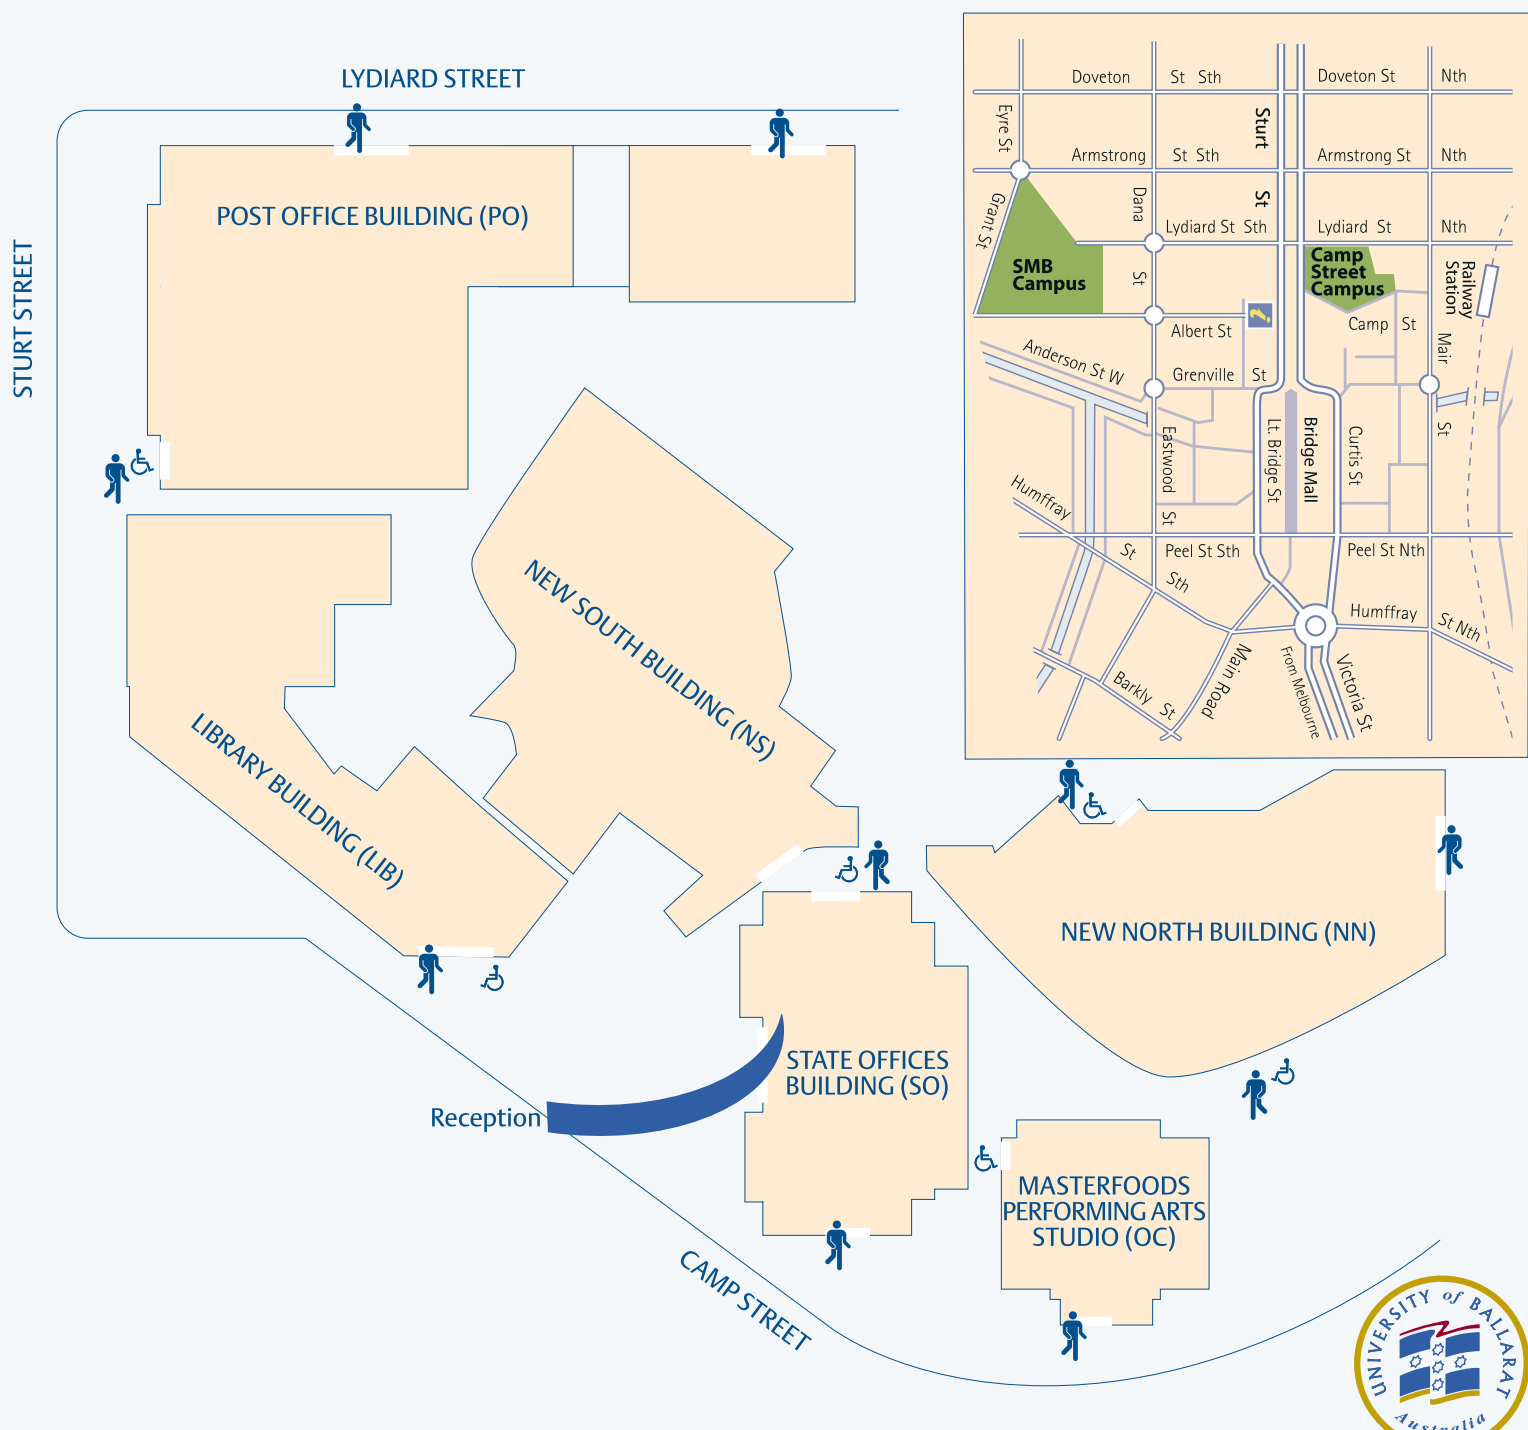 LYDIARD STREET
STURT STREET
POST OFFICE BUILDING (PO)
NEW SOUTH BUILDING (NS)
LIBRARY BUILDING (LIB)
Reception
STATE OFFICES
BUILDING (SO)
NEW NORTH BUILDING (NN)
MASTERFOODS
PERFORMING ARTS
STUDIO (OC)
CAMP STREET
Doveton St Sth
Doveton St Nth
Eyre St
Sturt St
Armstrong St Sth
Armstrong St Nth
Grant St
Dana St
Lydiard St Sth
Lydiard St Nth
SMB
Campus
Camp
Street
Campus
Railway
Station
i
Albert St
Camp St
Mair St
Anderson St W
Grenville St
Eastwood St
Lt. Bridge St
Bridge Mall
Curtis St
Humffray St Sth
Peel St Sth
Peel St Nth
Humffray St Nth
Barkly St
Main Road
From Melbourne
Victoria St
UNIVERSITY of BALLARAT
Australia